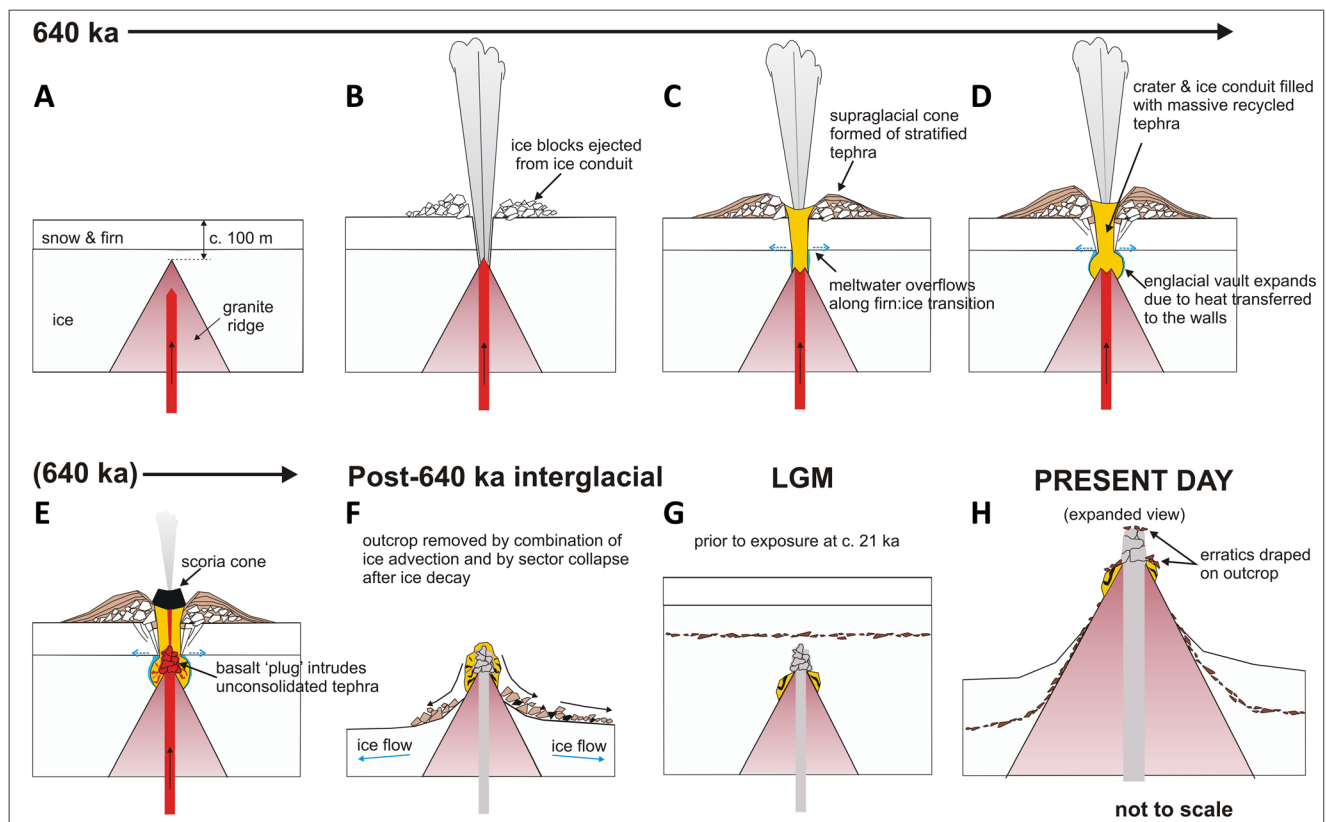 640 ka
A
snow & firn
c. 100 m
ice
granite
ridge
B
ice blocks ejected
from ice conduit
C
supraglacial cone
formed of stratified
tephra
meltwater overflows
along firn:ice transition
D
crater & ice conduit filled
with massive recycled
tephra
englacial vault expands
due to heat transferred
to the walls
(640 ka)
E
scoria cone
basalt ‘plug’ intrudes
unconsolidated tephra
Post-640 ka interglacial
F
outcrop removed by combination of
ice advection and by sector collapse
after ice decay
ice flow
ice flow
LGM
G
prior to exposure at c. 21 ka
PRESENT DAY
H
(expanded view)
erratics draped
on outcrop
not to scale